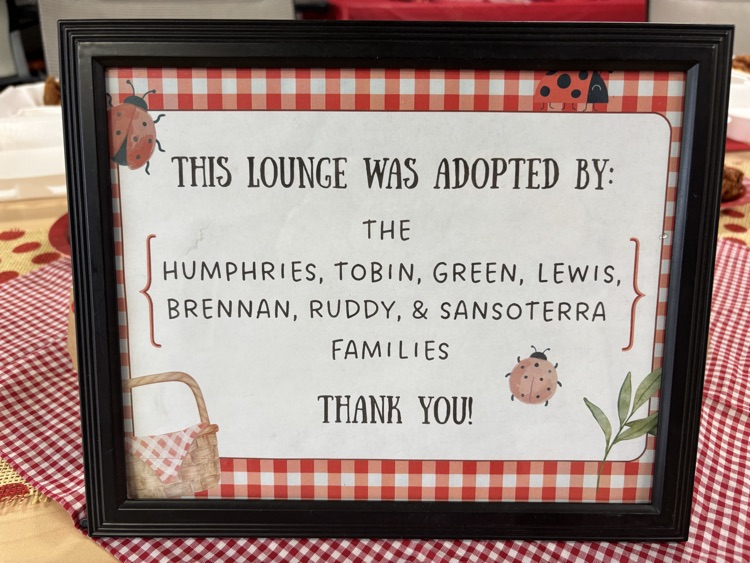 THIS LOUNGE WAS ADOPTED BY:
THE
HUMPHRIES, TOBIN, GREEN, LEWIS,
BRENNAN, RUDDY, & SANSOTERRA
FAMILIES
THANK YOU!